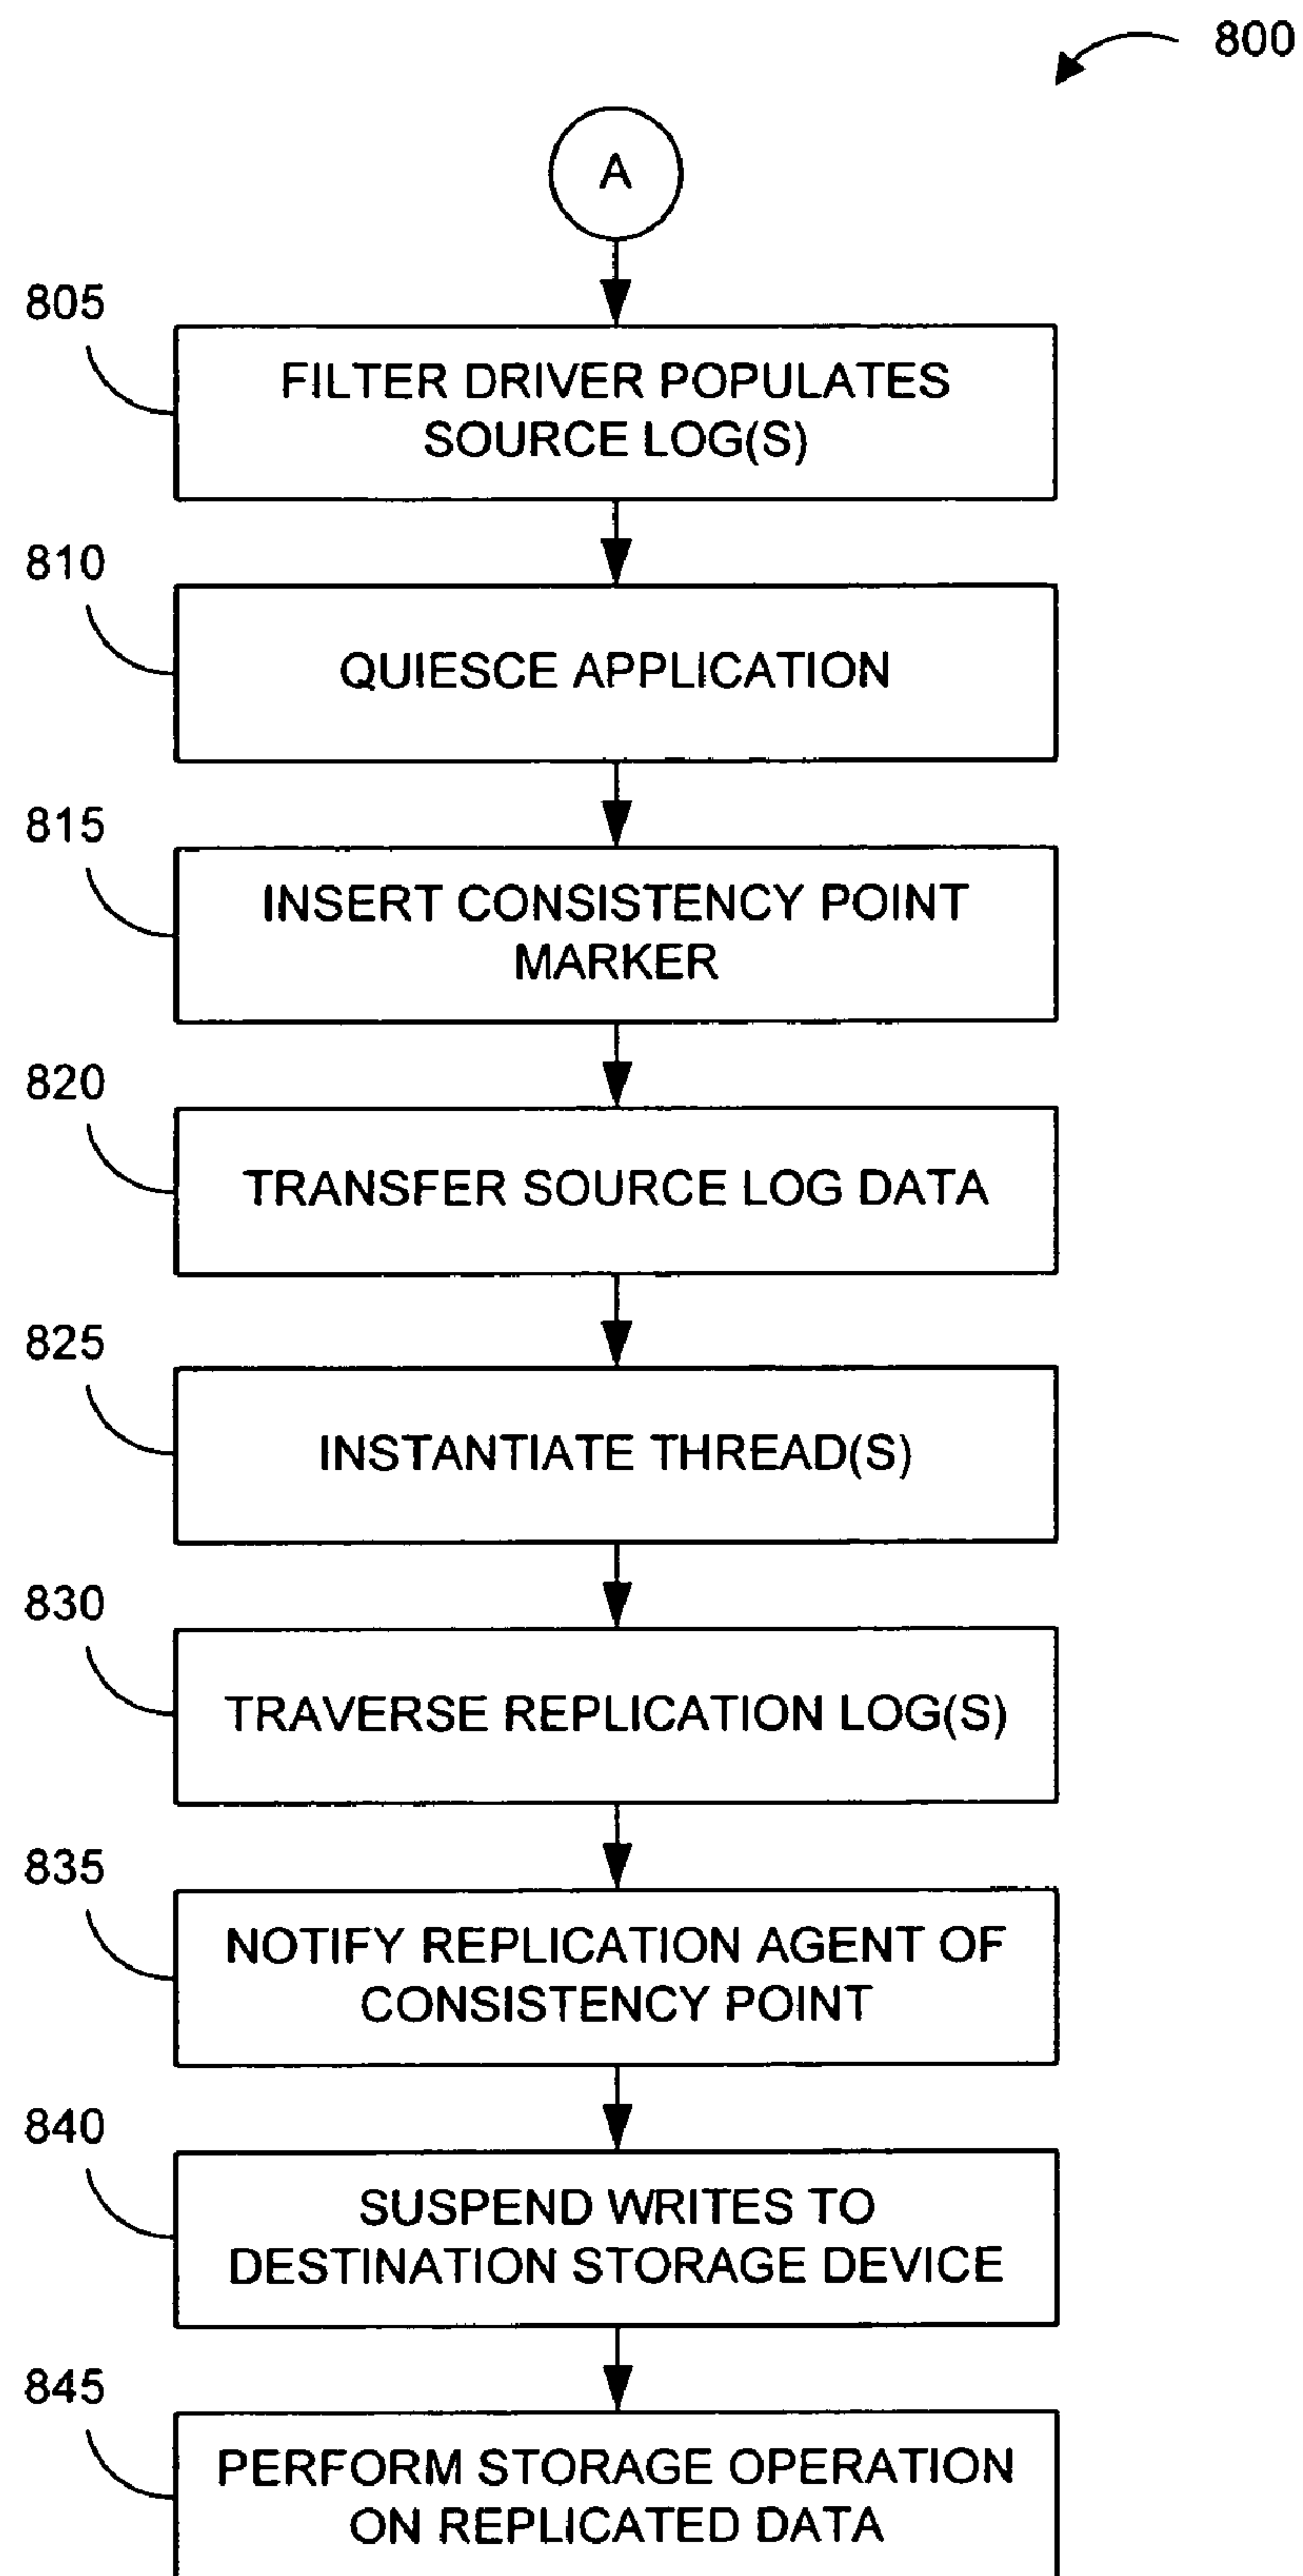 800
A
805
FILTER DRIVER POPULATES
SOURCE LOG(S)
810
QUIESCE APPLICATION
815
INSERT CONSISTENCY POINT
MARKER
820
TRANSFER SOURCE LOG DATA
825
INSTANTIATE THREAD(S)
830
TRAVERSE REPLICATION LOG(S)
835
NOTIFY REPLICATION AGENT OF
CONSISTENCY POINT
840
SUSPEND WRITES TO
DESTINATION STORAGE DEVICE
845
PERFORM STORAGE OPERATION
ON REPLICATED DATA